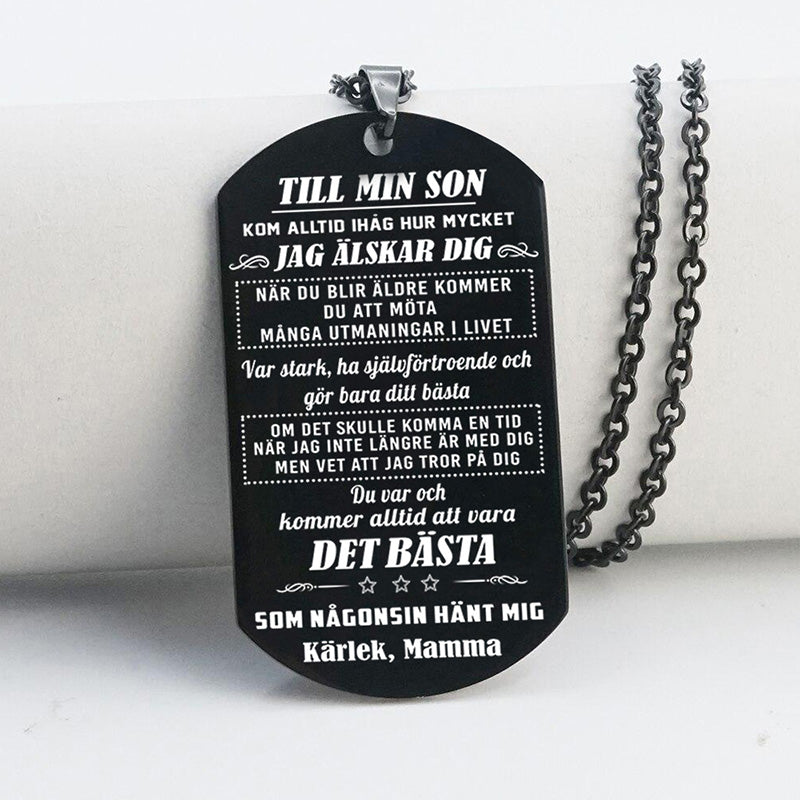 TILL MIN SON
KOM ALLTID IHÅG HUR MYCKET
JAG ÄLSKAR DIG
NÄR DU BLIR ÄLDRE KOMMER
DU ATT MÖTA
MÅNGA UTMANINGAR I LIVET
Var stark, ha självförtroende och
gör bara ditt bästa
OM DET SKULLE KOMMA EN TID
NÄR JAG INTE LÄNGRE ÄR MED DIG
MEN VET ATT JAG TROR PÅ DIG
Du var och
kommer alltid att vara
DET BÄSTA
SOM NÅGONSIN HÄNT MIG
Kärlek, Mamma